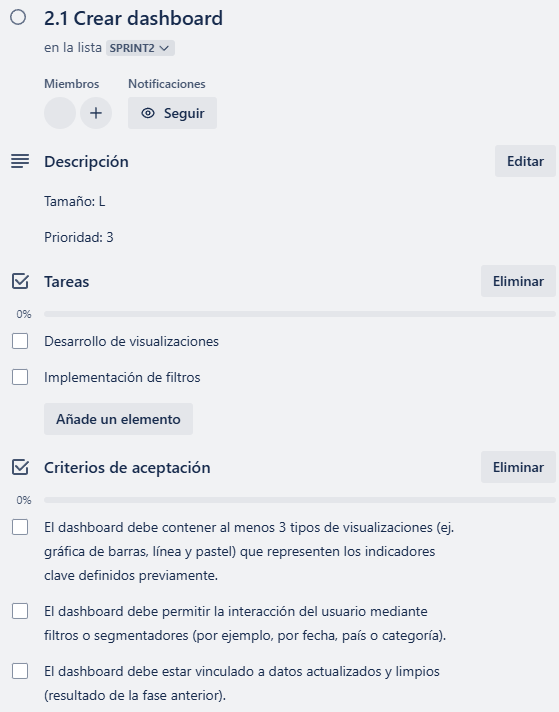 2.1 Crear dashboard
en la lista SPRINT2
Miembros Notificaciones
+ Seguir
Descripción Editar
Tamaño: L
Prioridad: 3
Tareas Eliminar
0%
Desarrollo de visualizaciones
Implementación de filtros
Añade un elemento
Criterios de aceptación Eliminar
0%
El dashboard debe contener al menos 3 tipos de visualizaciones (ej.
gráfica de barras, línea y pastel) que representen los indicadores
clave definidos previamente.
El dashboard debe permitir la interacción del usuario mediante
filtros o segmentadores (por ejemplo, por fecha, país o categoría).
El dashboard debe estar vinculado a datos actualizados y limpios
(resultado de la fase anterior).